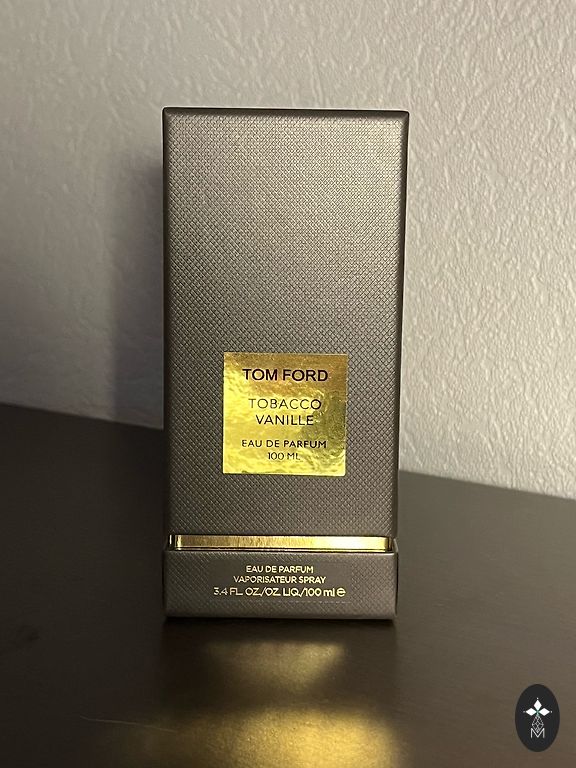 TOM FORD
TOBACCO
VANILLE
EAU DE PARFUM
100 ML
EAU DE PARFUM
VAPORISATEUR SPRAY
3.4 FL. OZ./OZ. LIQ./100 ml ℮
M